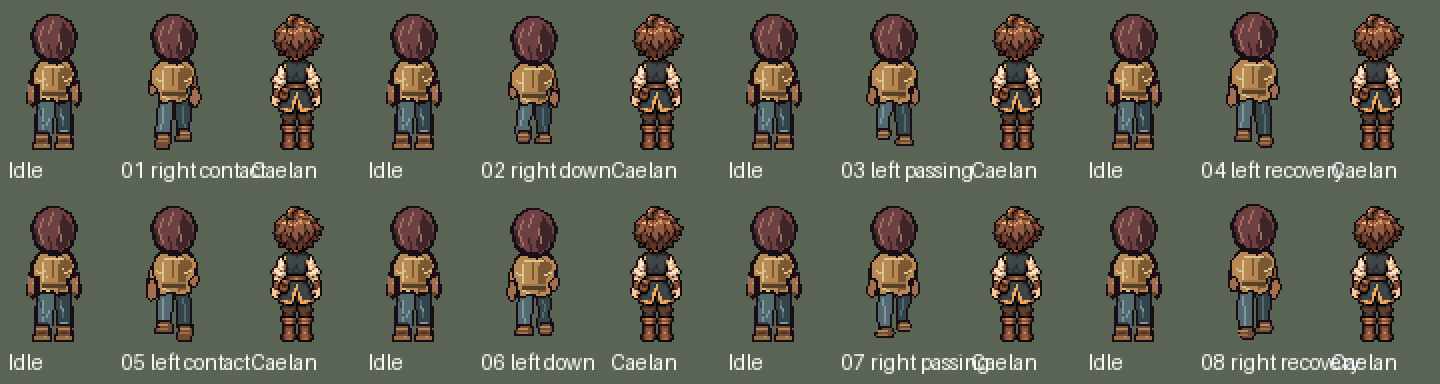 Idle 01 right contact Caelan Idle 02 right down Caelan Idle 03 left passing Caelan Idle 04 left recovery Caelan
Idle 05 left contact Caelan Idle 06 left down Caelan Idle 07 right passing Caelan Idle 08 right recovery Caelan